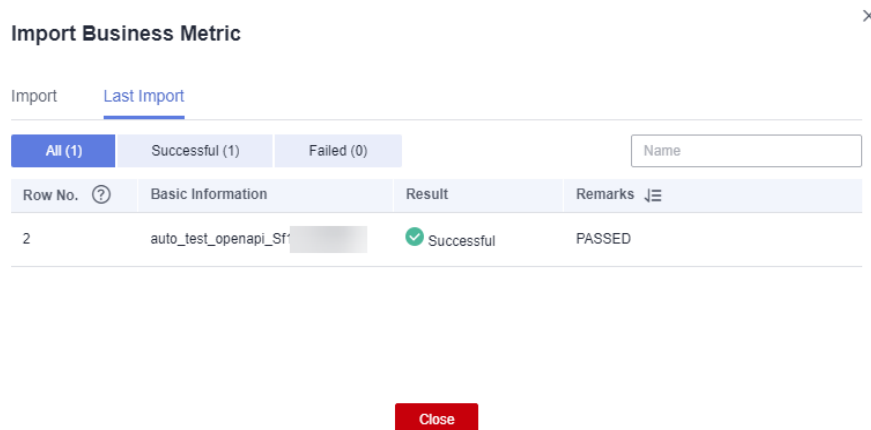 Import Business Metric
Import Last Import
All (1) Successful (1) Failed (0) Name
Row No. Basic Information Result Remarks
2 auto_test_openapi_Sf Successful PASSED
Close